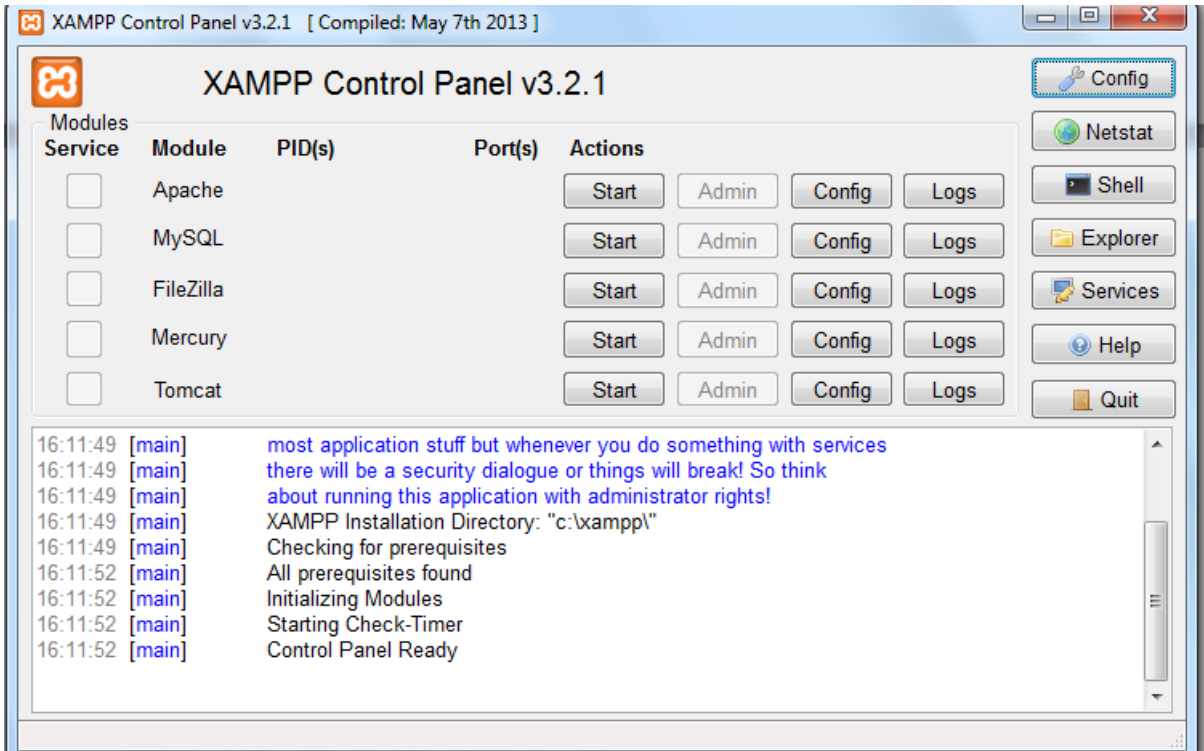 XAMPP Control Panel v3.2.1 [ Compiled: May 7th 2013 ]
XAMPP Control Panel v3.2.1
Config
Modules
Service Module PID(s) Port(s) Actions
Netstat
Apache Start Admin Config Logs
Shell
MySQL Start Admin Config Logs
Explorer
FileZilla Start Admin Config Logs
Services
Mercury Start Admin Config Logs
Help
Tomcat Start Admin Config Logs
Quit
16:11:49 [main] most application stuff but whenever you do something with services
16:11:49 [main] there will be a security dialogue or things will break! So think
16:11:49 [main] about running this application with administrator rights!
16:11:49 [main] XAMPP Installation Directory: "c:\xampp\"
16:11:49 [main] Checking for prerequisites
16:11:52 [main] All prerequisites found
16:11:52 [main] Initializing Modules
16:11:52 [main] Starting Check-Timer
16:11:52 [main] Control Panel Ready